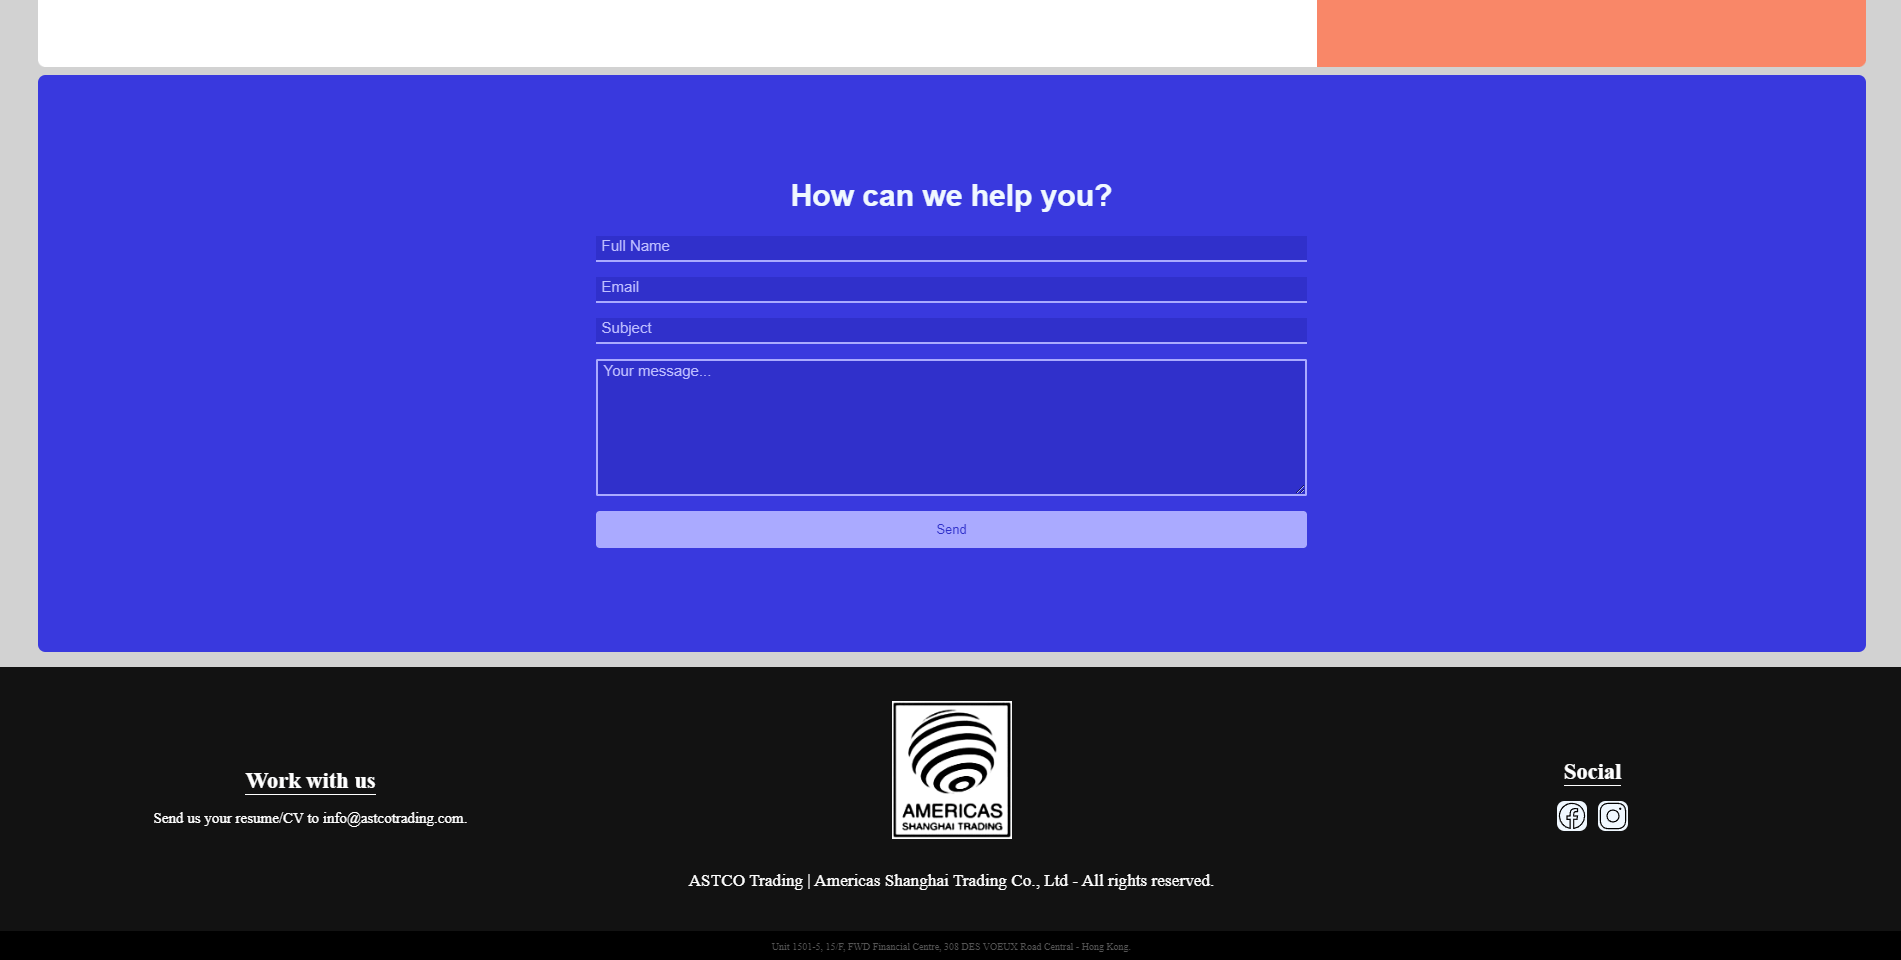 How can we help you?
Full Name
Email
Subject
Your message...
Send
Work with us
Send us your resume/CV to info@astcotrading.com.
AMERICAS
SHANGHAI TRADING
ASTCO Trading | Americas Shanghai Trading Co., Ltd - All rights reserved.
Social
Unit 1501-5, 15/F, FWD Financial Centre, 308 DES VOEUX Road Central - Hong Kong.